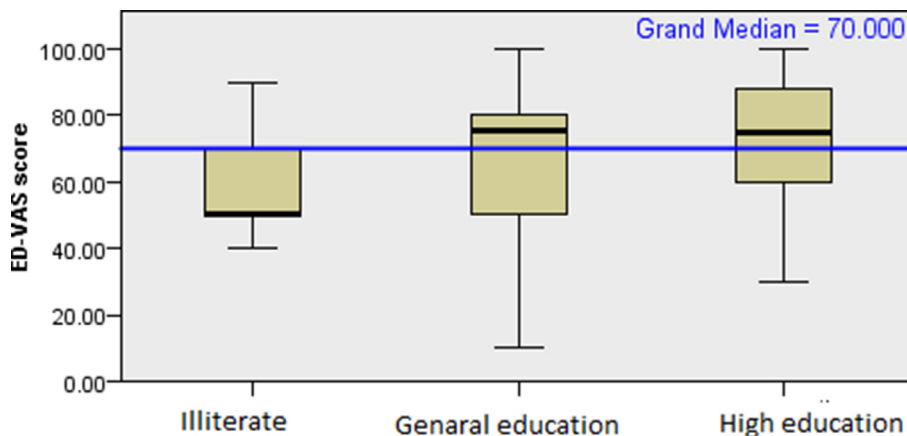 Grand Median = 70.000
ED-VAS score
100.00
80.00
60.00
40.00
20.00
0.00
Illiterate
Genaral education
High education